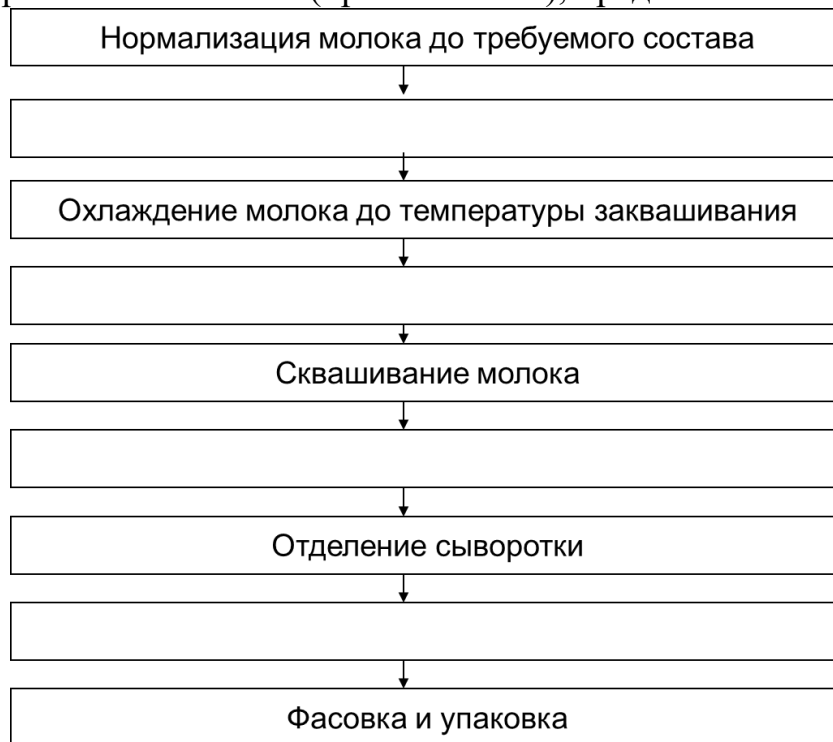 Нормализация молока до требуемого состава
Охлаждение молока до температуры заквашивания
Сквашивание молока
Отделение сыворотки
Фасовка и упаковка